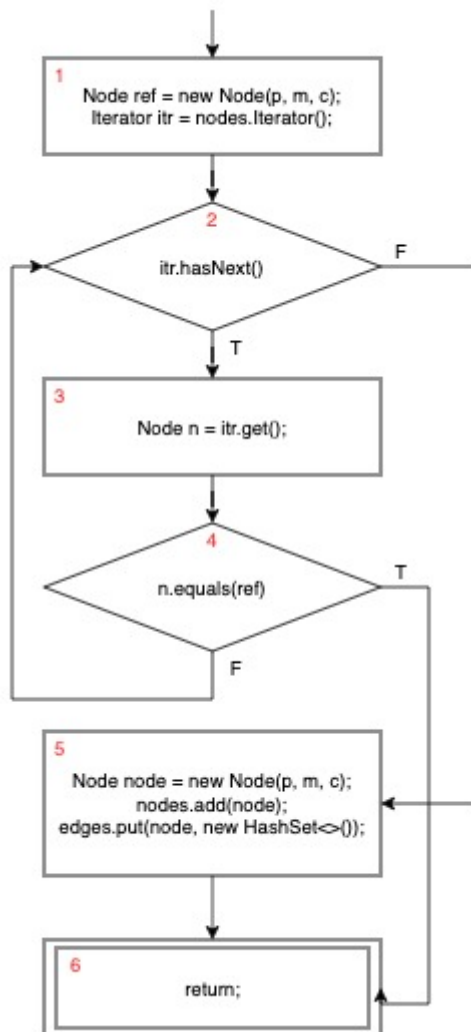 1
Node ref = new Node(p, m, c);
Iterator itr = nodes.Iterator();
2
itr.hasNext()
F
T
3
Node n = itr.get();
4
n.equals(ref)
T
F
5
Node node = new Node(p, m, c);
nodes.add(node);
edges.put(node, new HashSet<>());
6
return;